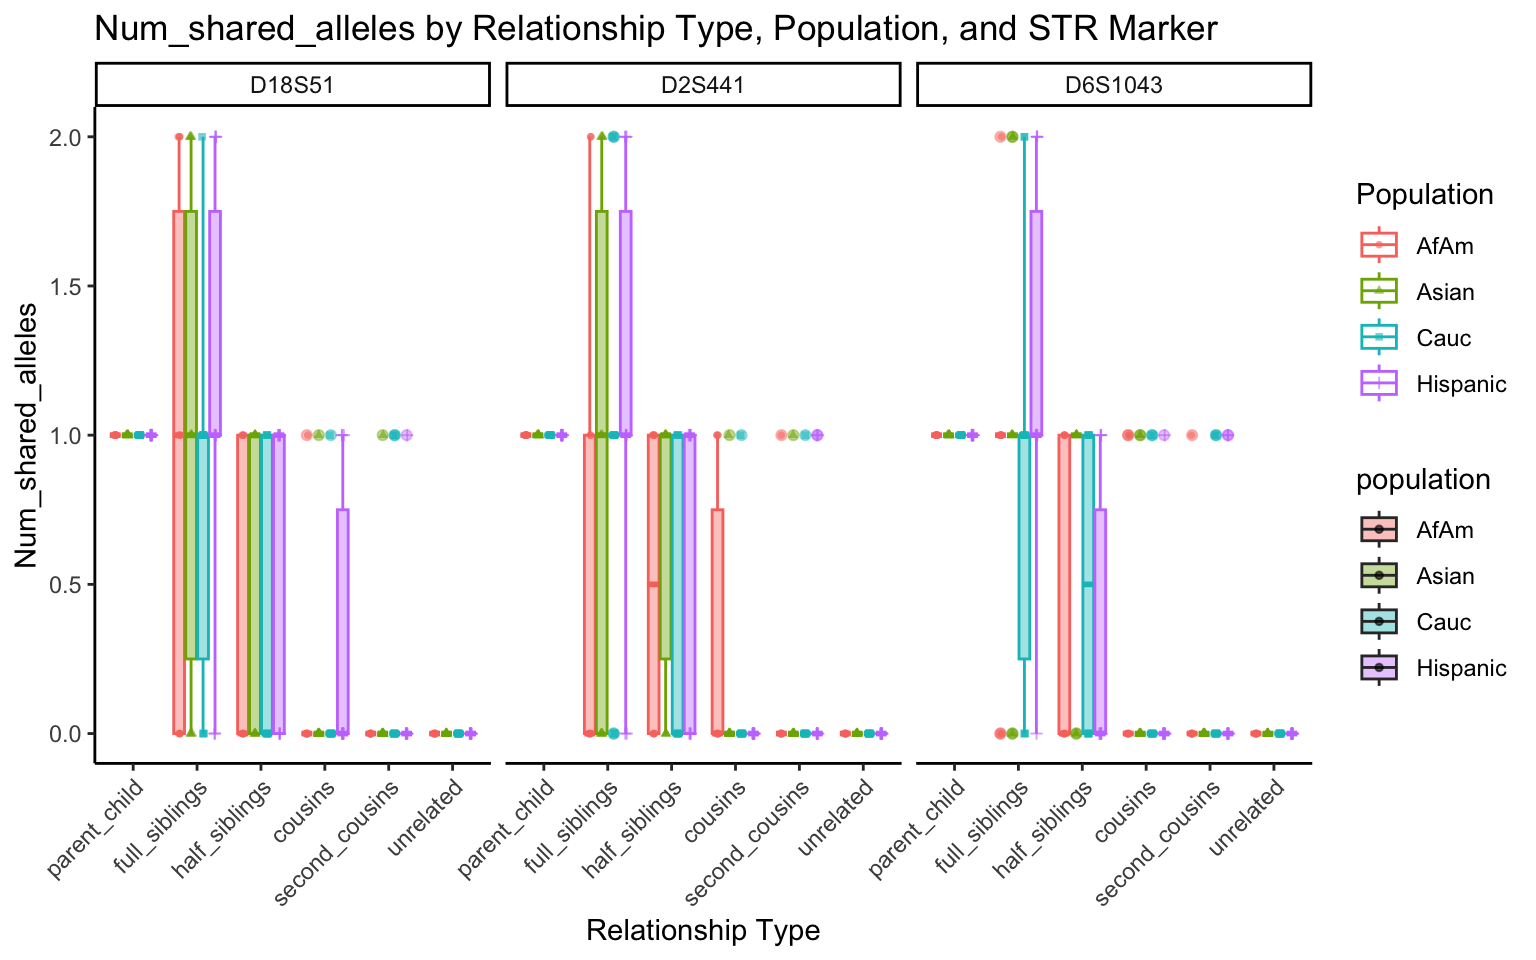 Num_shared_alleles by Relationship Type, Population, and STR Marker
D18S51
D2S441
D6S1043
2.0
1.5
1.0
0.5
0.0
Num_shared_alleles
parent_child
full_siblings
half_siblings
cousins
second_cousins
unrelated
parent_child
full_siblings
half_siblings
cousins
second_cousins
unrelated
parent_child
full_siblings
half_siblings
cousins
second_cousins
unrelated
Relationship Type
Population
AfAm
Asian
Cauc
Hispanic
population
AfAm
Asian
Cauc
Hispanic